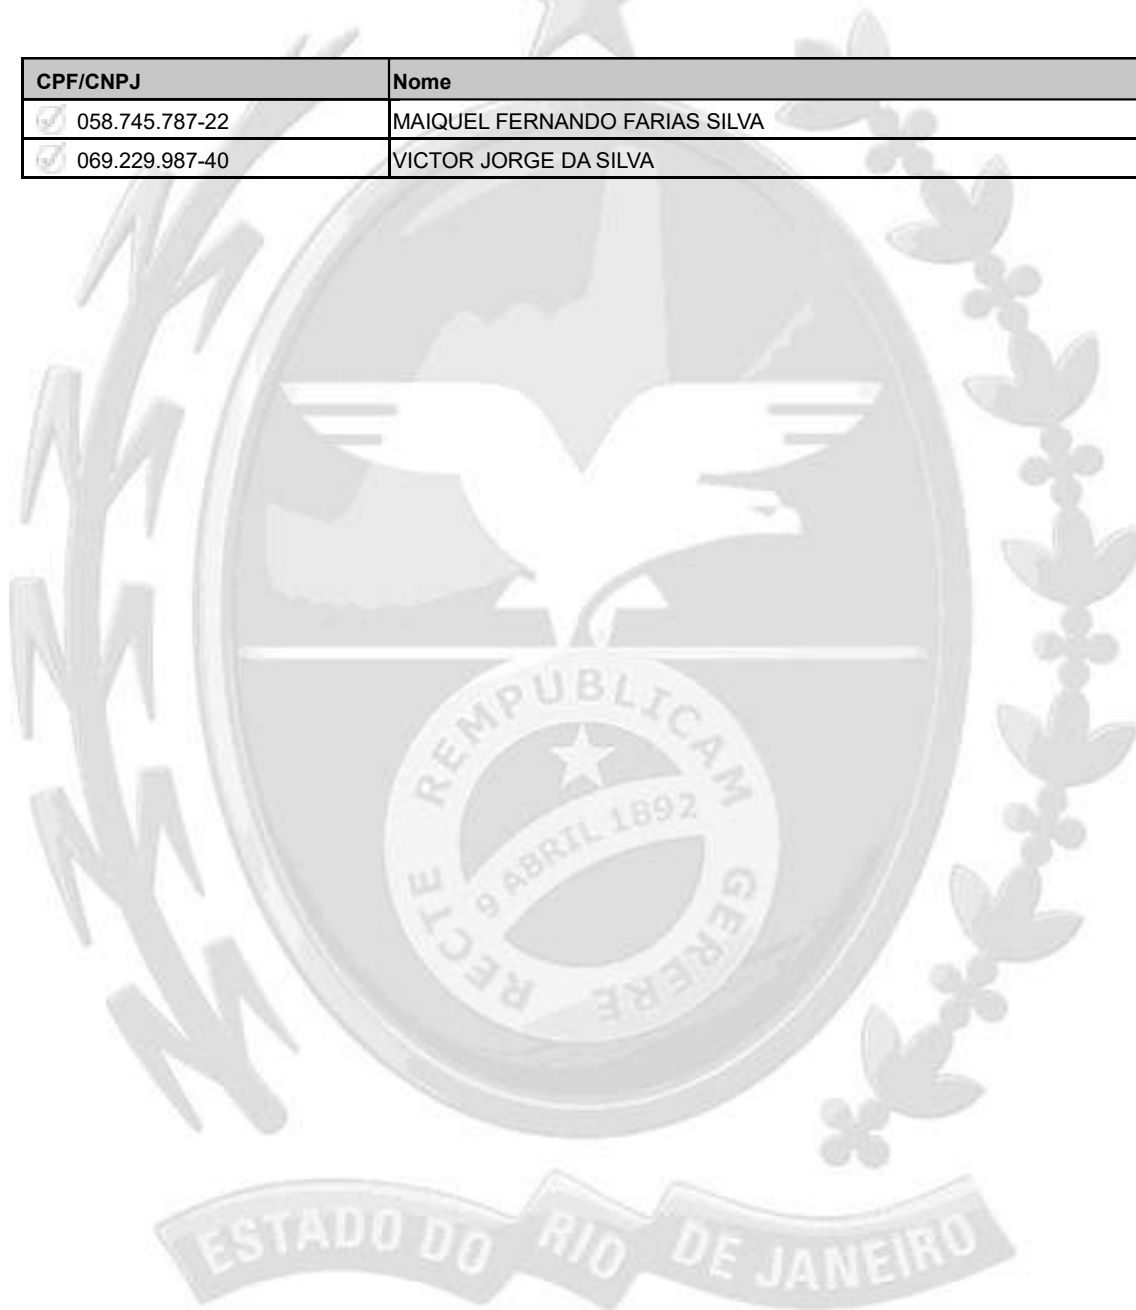 CPF/CNPJ Nome
058.745.787-22 MAIQUEL FERNANDO FARIAS SILVA
069.229.987-40 VICTOR JORGE DA SILVA
RECTE REMPUBLICAM GERERE
9 ABRIL 1892
ESTADO DO RIO DE JANEIRO